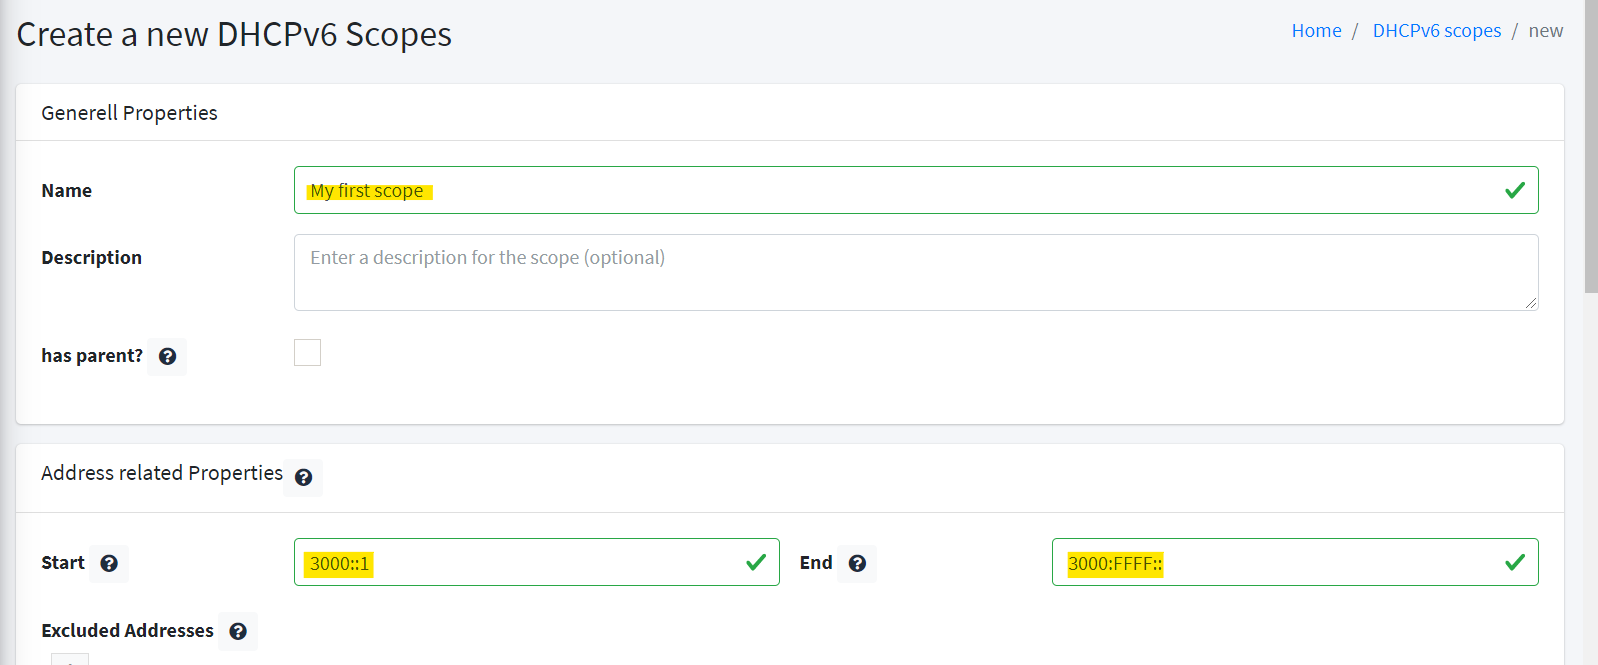 Create a new DHCPv6 Scopes
Home / DHCPv6 scopes / new
Generell Properties
Name My first scope
Description Enter a description for the scope (optional)
has parent?
Address related Properties
Start 3000::1 End 3000:FFFF::
Excluded Addresses